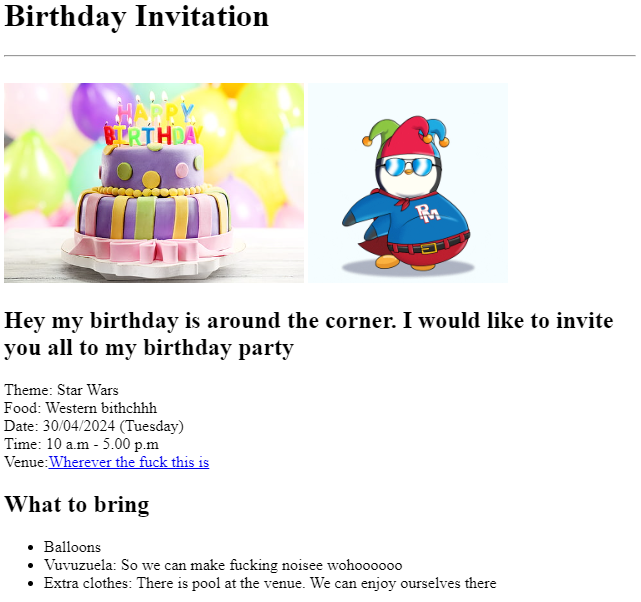 Birthday Invitation
HAPPY
BIRTHDAY
PM
Hey my birthday is around the corner. I would like to invite
you all to my birthday party
Theme: Star Wars
Food: Western bithchhh
Date: 30/04/2024 (Tuesday)
Time: 10 a.m - 5.00 p.m
Venue:Wherever the fuck this is
What to bring
Balloons
Vuvuzuela: So we can make fucking noisee wohoooooo
Extra clothes: There is pool at the venue. We can enjoy ourselves there